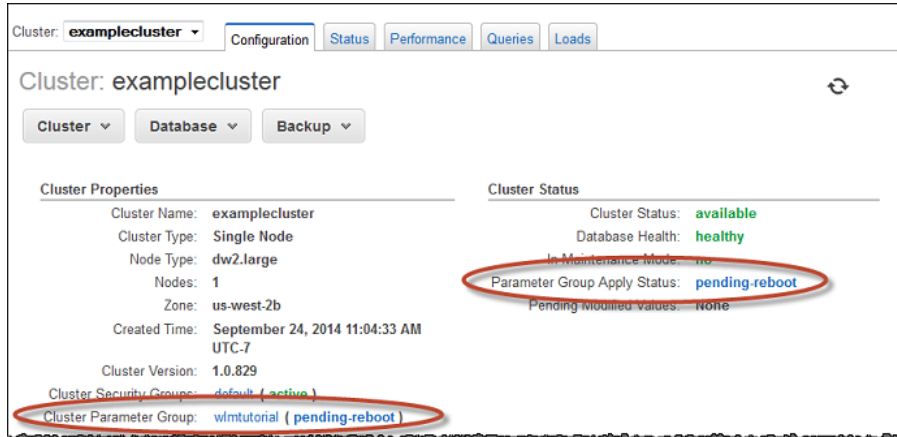 Cluster: examplecluster
Configuration Status Performance Queries Loads
Cluster: examplecluster
Cluster Database Backup
Cluster Properties
Cluster Name: examplecluster
Cluster Type: Single Node
Node Type: dw2.large
Nodes: 1
Zone: us-west-2b
Created Time: September 24, 2014 11:04:33 AM
UTC-7
Cluster Version: 1.0.829
Cluster Security Groups: default ( active )
Cluster Parameter Group: wlmtutorial ( pending-reboot )
Cluster Status
Cluster Status: available
Database Health: healthy
In Maintenance Mode: no
Parameter Group Apply Status: pending-reboot
Pending Modified Values: None